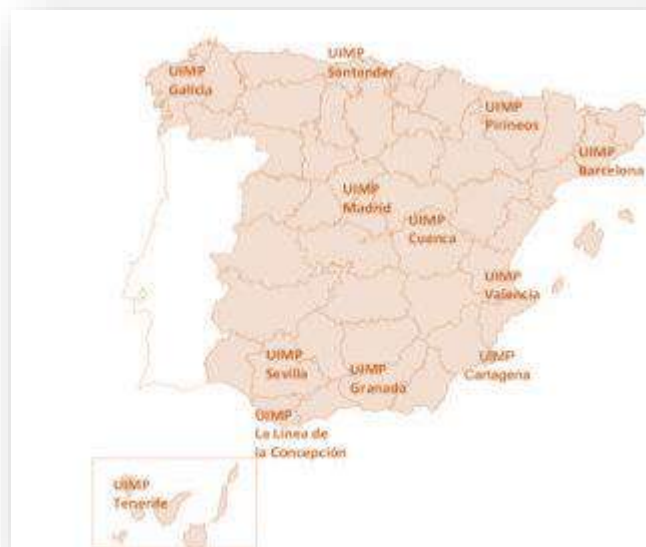 UIMP
Santander
UIMP
Galicia
UIMP
Pirineos
UIMP
Barcelona
UIMP
Madrid
UIMP
Cuenca
UIMP
Valencia
UIMP
Sevilla
UIMP
Granada
UIMP
Cartagena
UIMP
La Línea de
la Concepción
UIMP
Tenerife